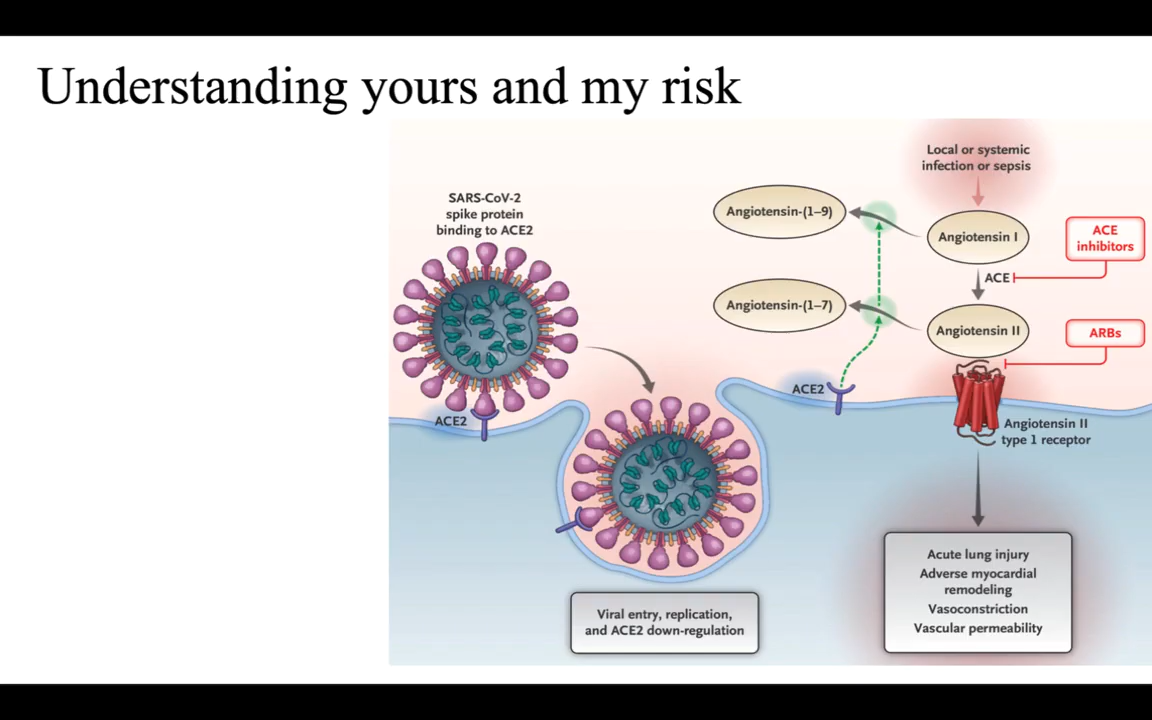 Understanding yours and my risk
SARS-CoV-2
spike protein
binding to ACE2
ACE2
Viral entry, replication,
and ACE2 down-regulation
Local or systemic
infection or sepsis
Angiotensin-(1–9)
Angiotensin I
ACE
inhibitors
ACE
Angiotensin-(1–7)
Angiotensin II
ARBs
ACE2
Angiotensin II
type 1 receptor
Acute lung injury
Adverse myocardial
remodeling
Vasoconstriction
Vascular permeability